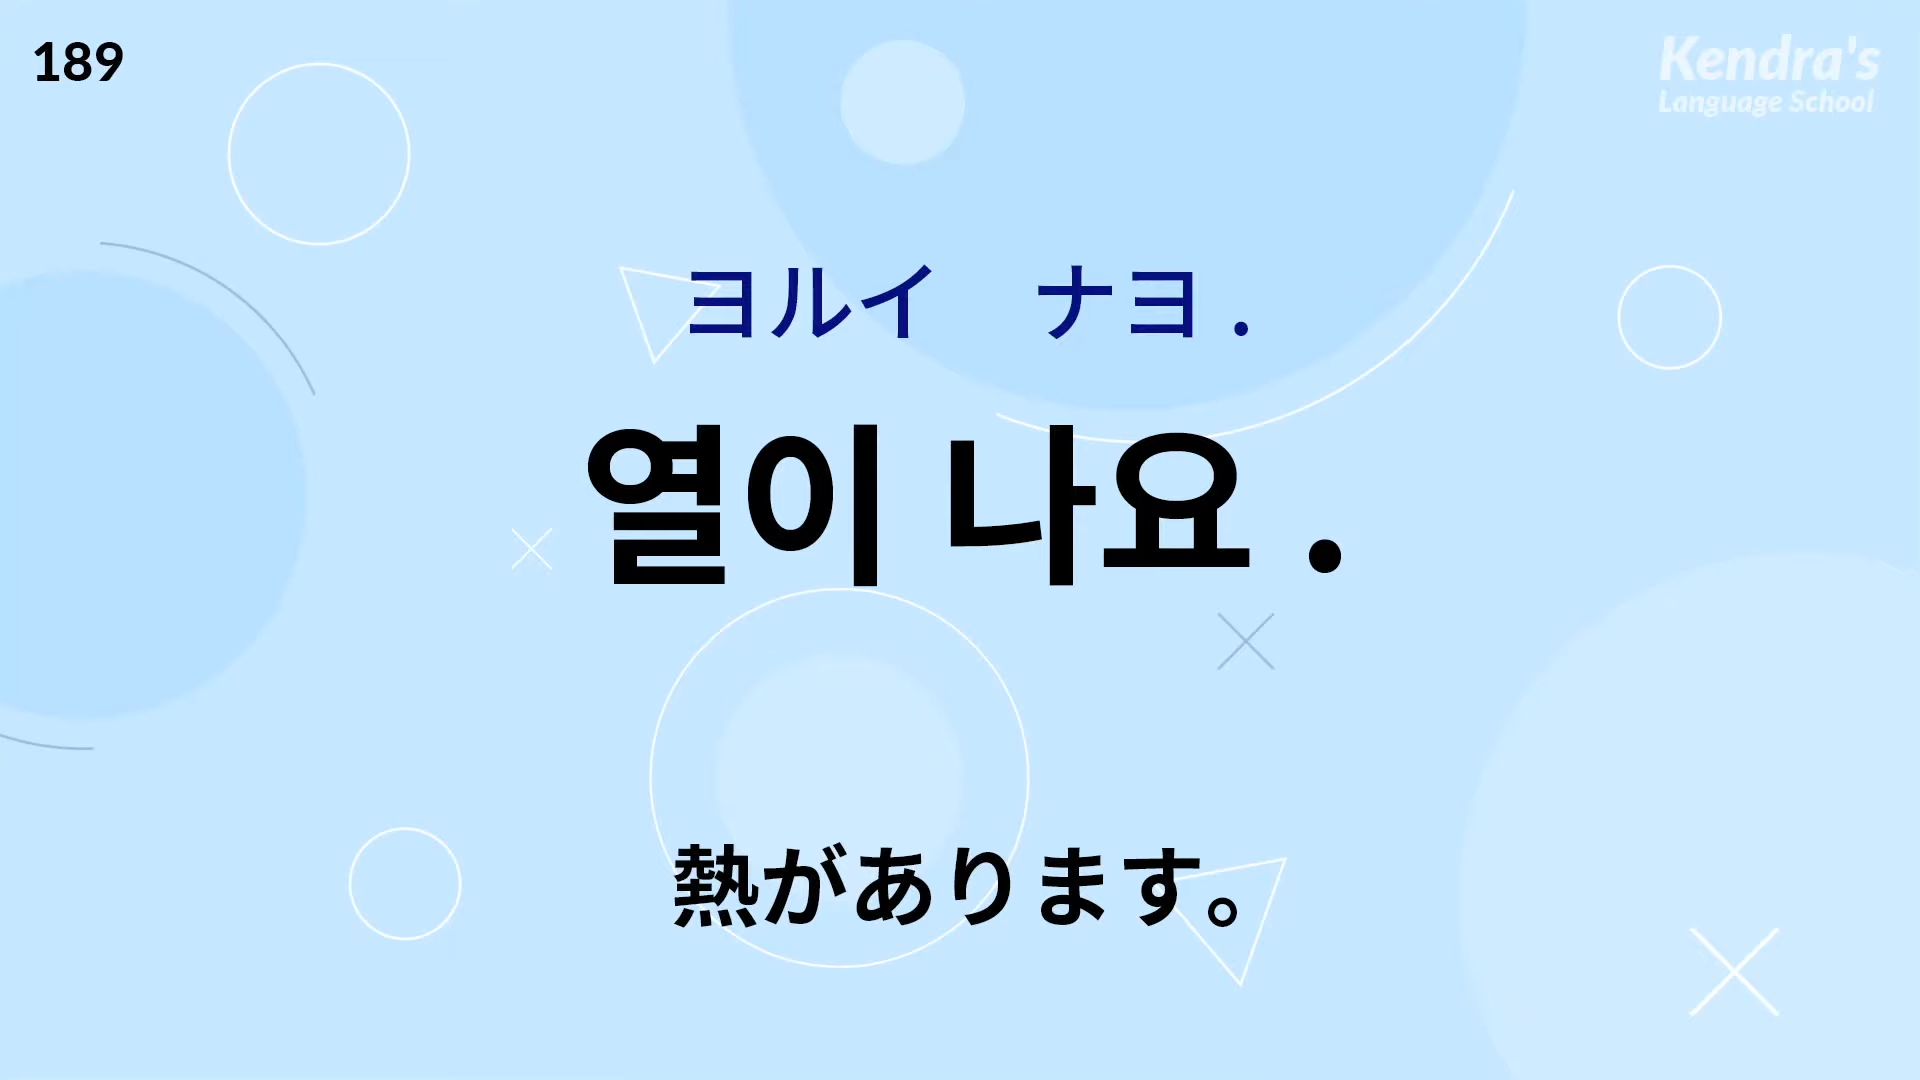 189
Kendra's
Language School
ヨルイ　ナヨ .
열이 나요 .
熱があります。